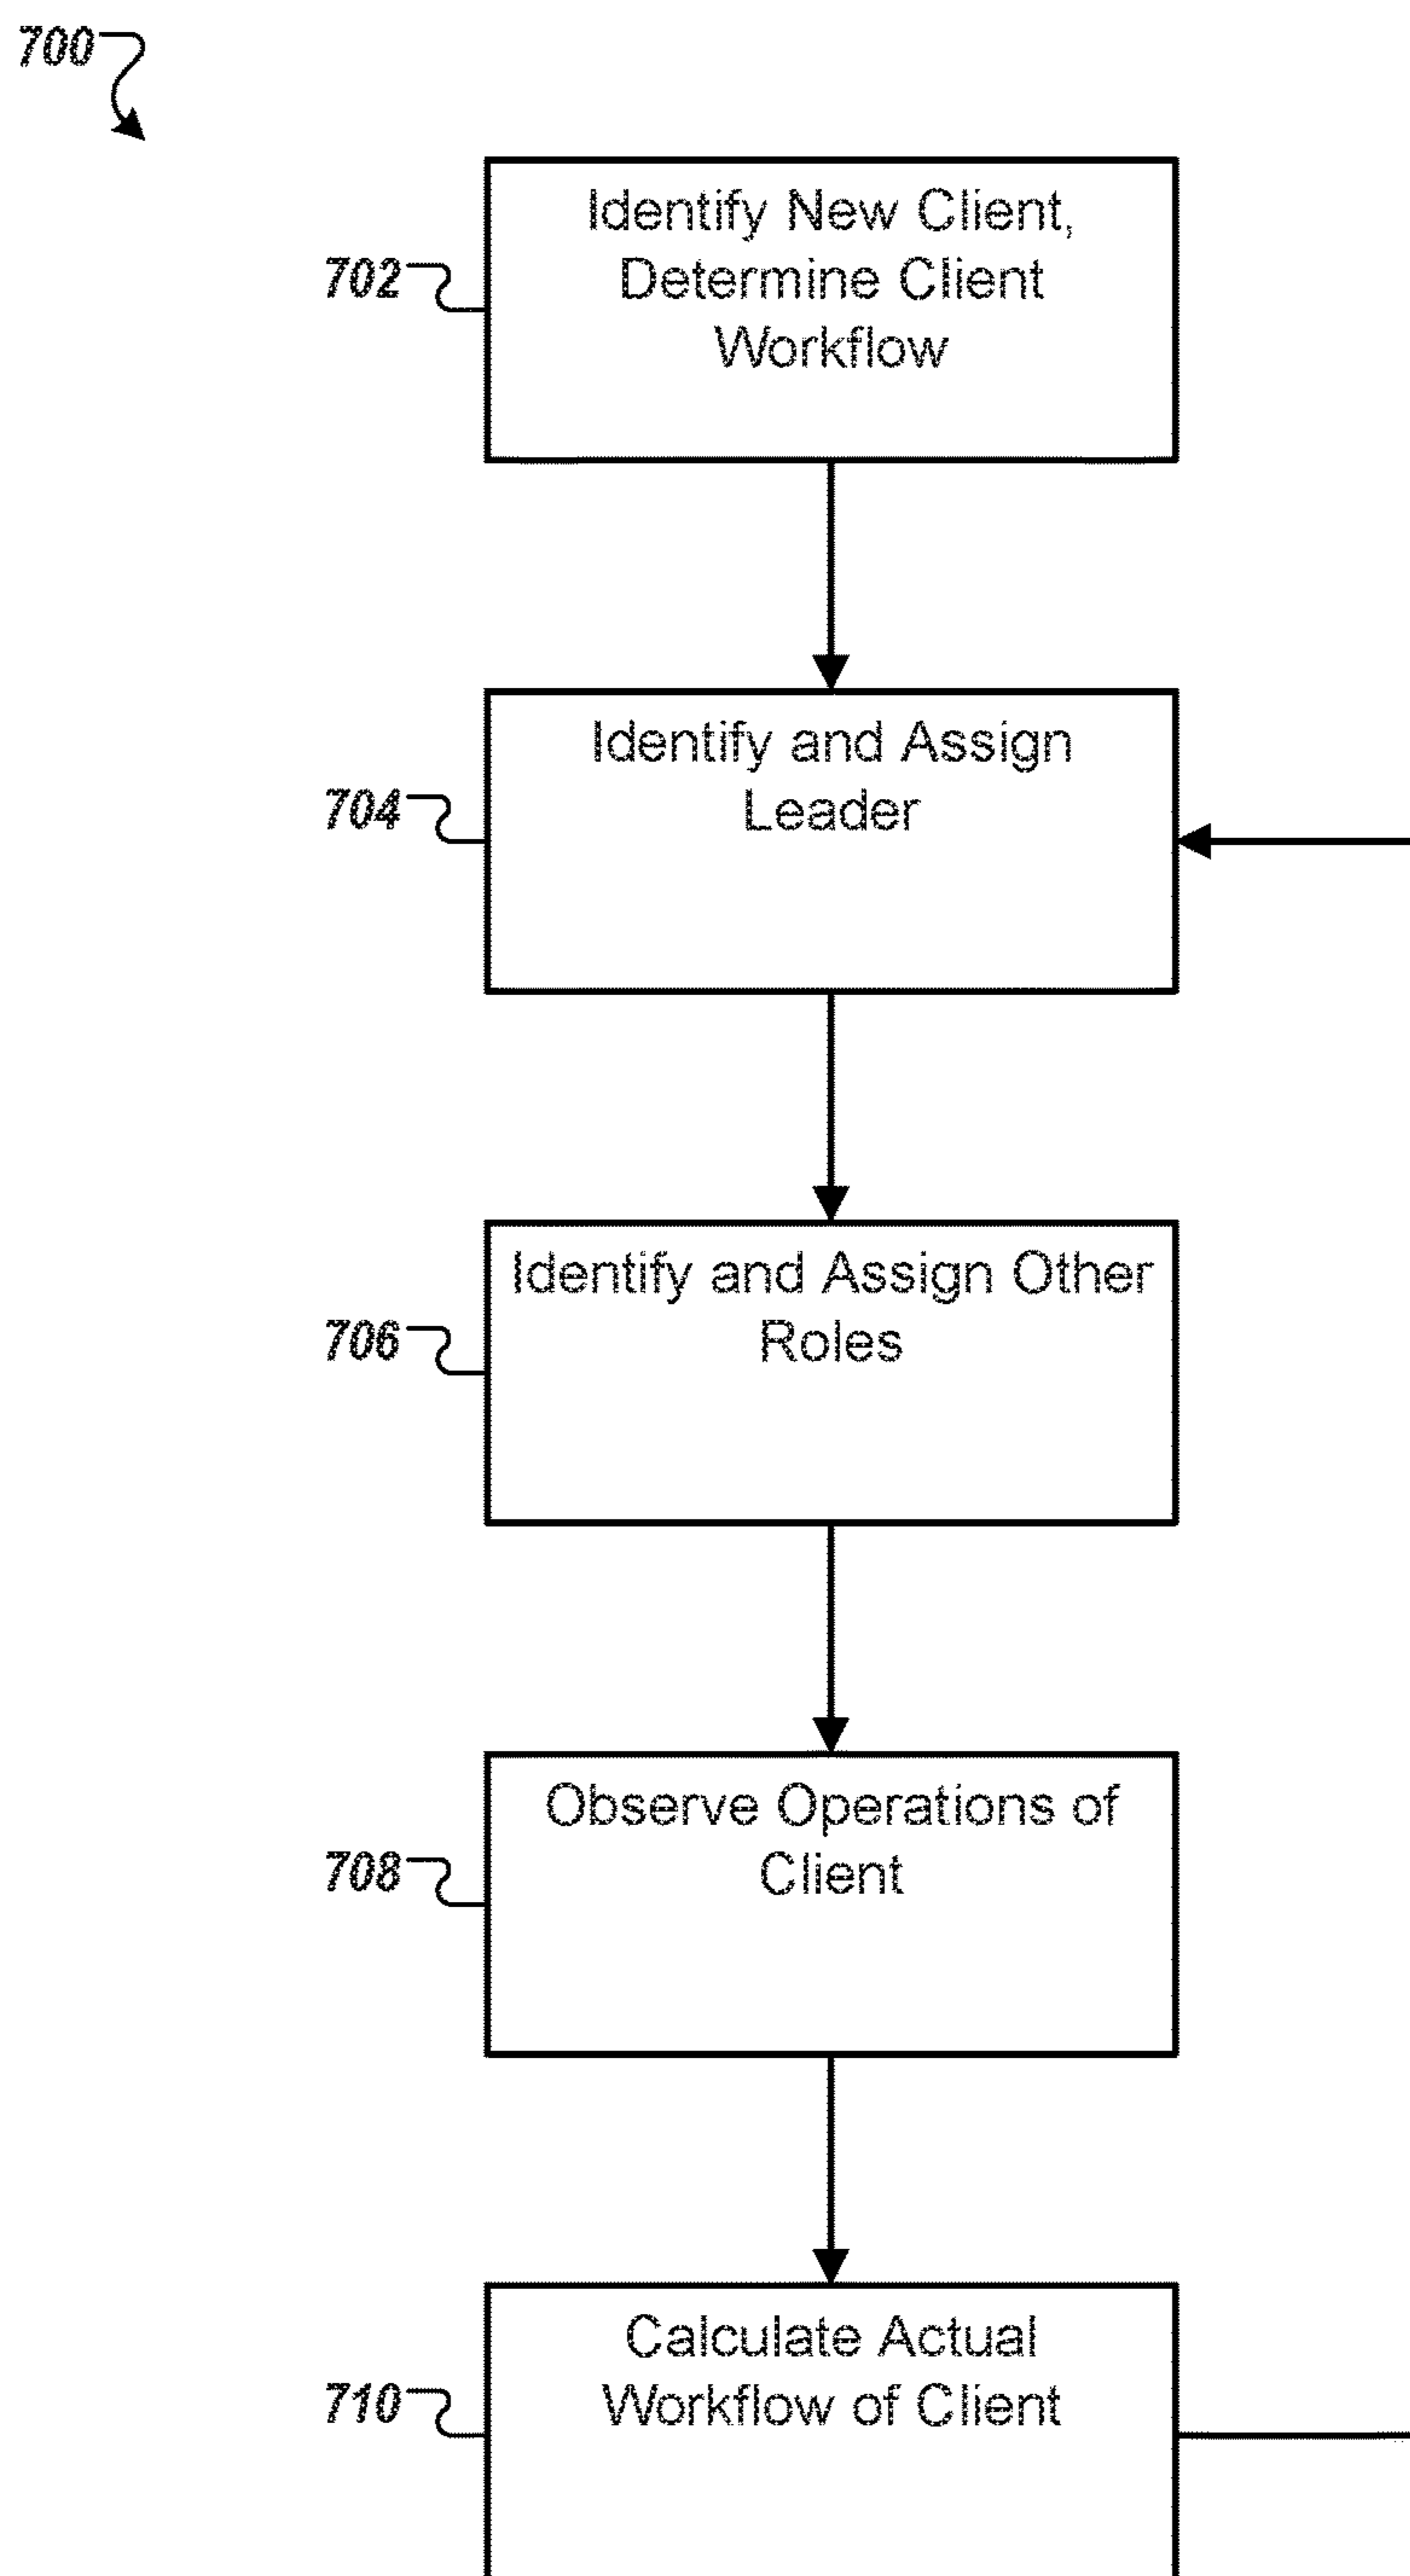 700
Identify New Client,
Determine Client
Workflow
702
Identify and Assign
Leader
704
Identify and Assign Other
Roles
706
Observe Operations of
Client
708
Calculate Actual
Workflow of Client
710